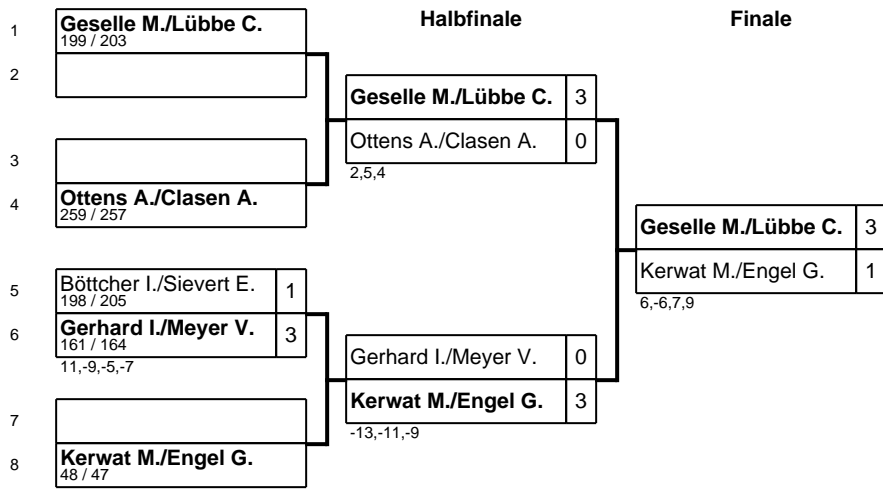 Halbfinale
Finale
1
Geselle M./Lübbe C.
199 / 203
2
3
4
Ottens A./Clasen A.
259 / 257
5
Böttcher I./Sievert E. 1
198 / 205
6
Gerhard I./Meyer V. 3
161 / 164
11,-9,-5,-7
7
8
Kerwat M./Engel G.
48 / 47
Geselle M./Lübbe C. 3
Ottens A./Clasen A. 0
2,5,4
Gerhard I./Meyer V. 0
Kerwat M./Engel G. 3
-13,-11,-9
Geselle M./Lübbe C. 3
Kerwat M./Engel G. 1
6,-6,7,9